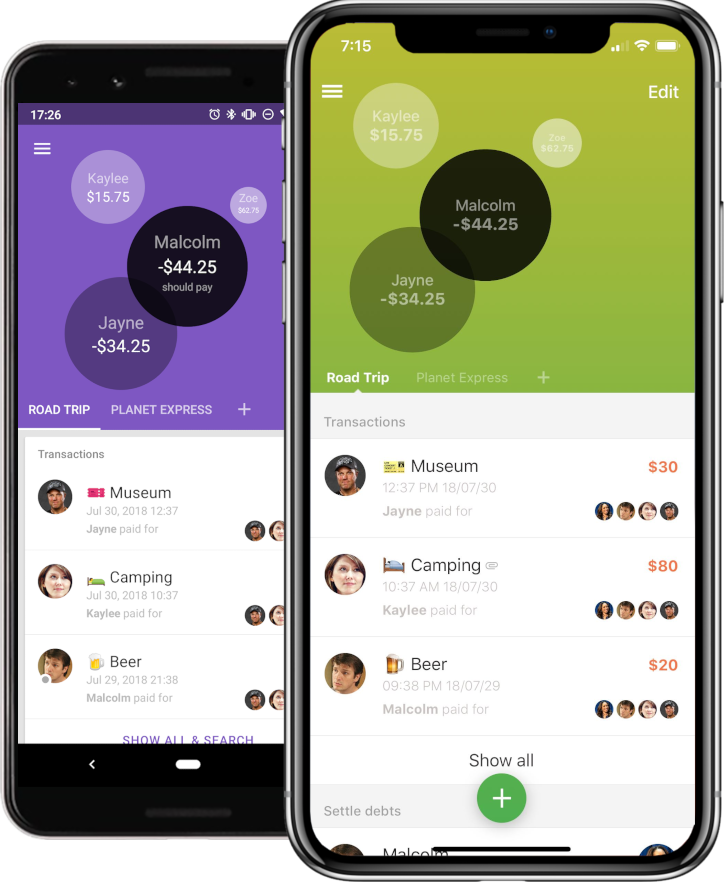 17:26
Kaylee
$15.75
Zoe
$62.75
Malcolm
-$44.25
should pay
Jayne
-$34.25
ROAD TRIP PLANET EXPRESS +
Transactions
Museum
Jul 30, 2018 12:37
Jayne paid for
Camping
Jul 30, 2018 10:37
Kaylee paid for
Beer
Jul 29, 2018 21:38
Malcolm paid for
SHOW ALL & SEARCH
7:15
Edit
Kaylee
$15.75
Zoe
$62.75
Malcolm
-$44.25
Jayne
-$34.25
Road Trip Planet Express +
Transactions
Museum $30
12:37 PM 18/07/30
Jayne paid for
Camping $80
10:37 AM 18/07/30
Kaylee paid for
Beer $20
09:38 PM 18/07/29
Malcolm paid for
Show all
+
Settle debts
Malcolm